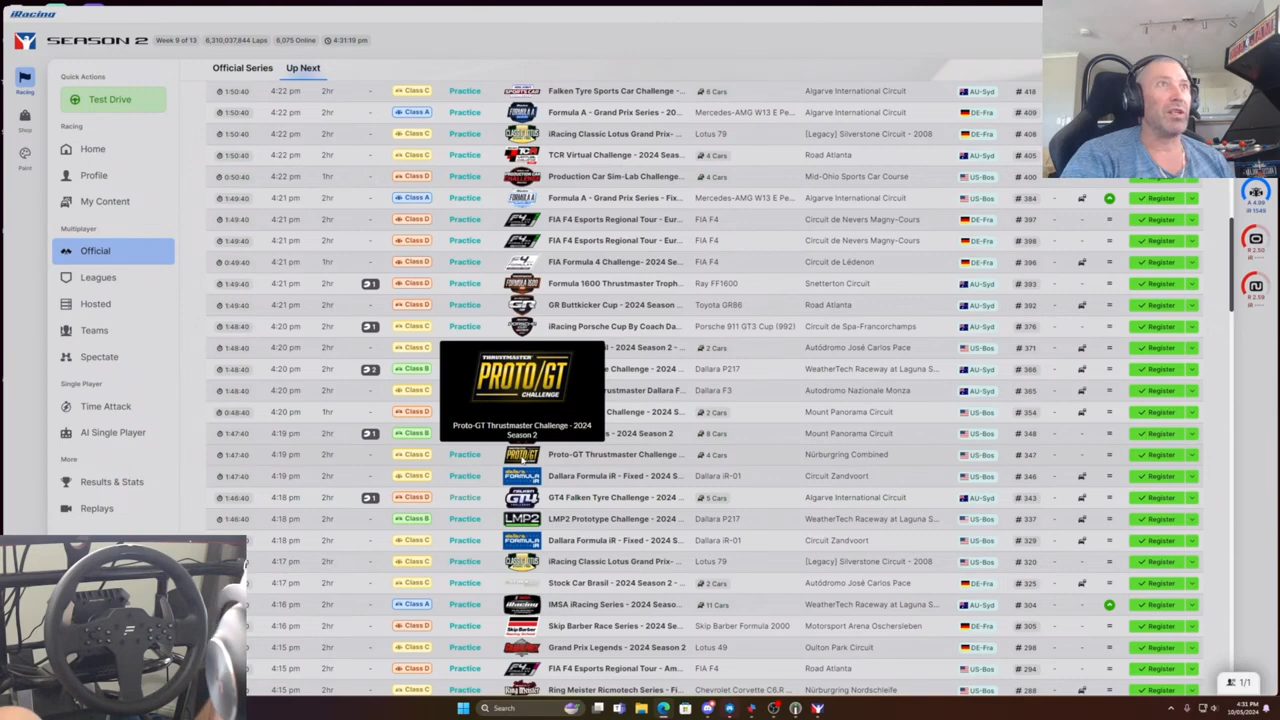 iRacing
SEASON 2 Week 9 of 13 6,310,037,844 Laps 6,075 Online 4:31:19 pm
Quick Actions
Test Drive
Racing
Home
Profile
My Content
Multiplayer
Official
Leagues
Hosted
Teams
Spectate
Single Player
Time Attack
AI Single Player
More
Results & Stats
Replays
Racing
Shop
Paint
Official Series Up Next
1:50:40 4:22 pm 2hr - Class C Practice Falken Tyre Sports Car Challenge - ... 6 Cars Algarve International Circuit AU-Syd # 418
1:50:40 4:22 pm 2hr - Class A Practice Formula A - Grand Prix Series - 20... Mercedes-AMG W13 E Pe... Algarve International Circuit DE-Fra # 409
1:50:40 4:22 pm 2hr - Class C Practice iRacing Classic Lotus Grand Prix- ... Lotus 79 [Legacy] Silverstone Circuit - 2008 DE-Fra # 408
1:50:40 4:22 pm 2hr - Class C Practice TCR Virtual Challenge - 2024 Seas... 4 Cars Road Atlanta AU-Syd # 405
0:50:40 4:22 pm 1hr - Class D Practice Production Car Sim-Lab Challenge... Mid-Ohio Sports Car Course US-Bos # 400
1:49:40 4:21 pm 2hr - Class A Practice Formula A - Grand Prix Series - Fix... Mercedes-AMG W13 E Pe... Algarve International Circuit US-Bos # 384 - = Register
1:49:40 4:21 pm 2hr - Class D Practice FIA F4 Esports Regional Tour - Eur... FIA F4 Circuit de Nevers Magny-Cours DE-Fra # 397 - = Register
1:49:40 4:21 pm 2hr - Class D Practice FIA F4 Esports Regional Tour - Eur... FIA F4 Circuit de Nevers Magny-Cours DE-Fra # 398 - = Register
0:49:40 4:21 pm 1hr - Class D Practice FIA Formula 4 Challenge - 2024 Se... FIA F4 Circuit de Lédenon DE-Fra # 396 - = Register
1:49:40 4:21 pm 2hr 1 Class D Practice Formula 1600 Thrustmaster Troph... Ray FF1600 Snetterton Circuit AU-Syd # 393 - = Register
1:49:40 4:21 pm 2hr - Class D Practice GR Buttkicker Cup - 2024 Season ... Toyota GR86 Road Atlanta AU-Syd # 392 - = Register
1:48:40 4:20 pm 2hr 1 Class C Practice iRacing Porsche Cup By Coach Da... Porsche 911 GT3 Cup (992) Circuit de Spa-Francorchamps AU-Syd # 376 - = Register
1:48:40 4:20 pm 2hr - Class C Practice 2 Cars Autódromo José Carlos Pace US-Bos # 371 - = Register
1:48:40 4:20 pm 2hr 2 Class B Practice e Challenge - 2024 ... Dallara P217 WeatherTech Raceway at Laguna S... AU-Syd # 366 - = Register
1:48:40 4:20 pm 2hr - Class C Practice rustmaster Dallara F... Dallara F3 Autodromo Nazionale Monza AU-Syd # 365 - = Register
0:48:40 4:20 pm 1hr - Class D Practice Challenge - 2024 S... 2 Cars Mount Panorama Circuit US-Bos # 354 - = Register
1:47:40 4:19 pm 2hr 1 Class B Practice s - 2024 Season 2 8 Cars Mount Panorama Circuit US-Bos # 348 - = Register
THRUSTMASTER
PROTO/GT
CHALLENGE
Proto-GT Thrustmaster Challenge - 2024
Season 2
1:47:40 4:19 pm 2hr - Class C Practice Proto-GT Thrustmaster Challenge ... 4 Cars Nürburgring Combined US-Bos # 347 - = Register
1:47:40 4:19 pm 2hr - Class C Practice Dallara Formula iR - Fixed - 2024 S... Dallara iR-01 Circuit Zandvoort US-Bos # 346 - = Register
1:46:40 4:18 pm 2hr 1 Class D Practice GT4 Falken Tyre Challenge - 2024 ... 5 Cars Algarve International Circuit AU-Syd # 343 - = Register
1:46:40 4:18 pm 2hr - Class B Practice LMP2 Prototype Challenge - 2024 ... Dallara P217 WeatherTech Raceway at Laguna S... US-Bos # 337 - = Register
4:18 pm 2hr - Class C Practice Dallara Formula iR - Fixed - 2024 S... Dallara iR-01 Circuit Zandvoort US-Bos # 329 - = Register
4:17 pm 2hr - Class C Practice iRacing Classic Lotus Grand Prix- ... Lotus 79 [Legacy] Silverstone Circuit - 2008 US-Bos # 320 - = Register
4:17 pm 2hr - Class C Practice Stock Car Brasil - 2024 Season 2 - ... 2 Cars Autódromo José Carlos Pace DE-Fra # 325 - = Register
4:16 pm 2hr - Class A Practice IMSA iRacing Series - 2024 Seaso... 11 Cars WeatherTech Raceway at Laguna S... AU-Syd # 304 - Register
4:16 pm 2hr - Class D Practice Skip Barber Race Series - 2024 Se... Skip Barber Formula 2000 Motorsport Arena Oschersleben DE-Fra # 305 - = Register
4:15 pm 2hr - Class C Practice Grand Prix Legends - 2024 Season 2 Lotus 49 Oulton Park Circuit DE-Fra # 298 - = Register
4:15 pm 2hr - Class D Practice FIA F4 Esports Regional Tour - Am... FIA F4 Road Atlanta US-Bos # 294 - = Register
4:15 pm 2hr - Class C Practice Ring Meister Ricmotech Series - Fi... Chevrolet Corvette C6.R ... Nürburgring Nordschleife US-Bos # 288 - = Register
A 4.99
iR 1549
R 2.50
iR ----
R 2.59
iR ----
1/1
Search
4:31 PM
10/05/2024